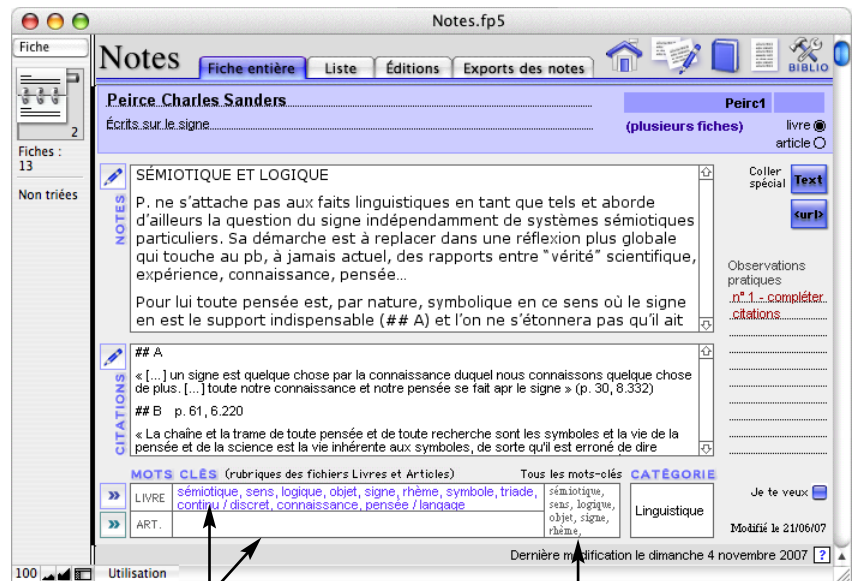 Notes.fp5
Fiche
2
Fiches :
13
Non triées
Notes
Fiche entière Liste Éditions Exports des notes
BIBLIO
Peirce Charles Sanders
Peirc1
Écrits sur le signe
(plusieurs fiches)
livre
article
NOTES
SÉMIOTIQUE ET LOGIQUE
P. ne s’attache pas aux faits linguistiques en tant que tels et aborde
d’ailleurs la question du signe indépendamment de systèmes sémiotiques
particuliers. Sa démarche est à replacer dans une réflexion plus globale
qui touche au pb, à jamais actuel, des rapports entre “vérité” scientifique,
expérience, connaissance, pensée…
Pour lui toute pensée est, par nature, symbolique en ce sens où le signe
en est le support indispensable (## A) et l’on ne s’étonnera pas qu’il ait
Coller
spécial
Text
<url>
Observations
pratiques
n° 1 - compléter
citations
CITATIONS
## A
« [...] un signe est quelque chose par la connaissance duquel nous connaissons quelque chose
de plus. [...] toute notre connaissance et notre pensée se fait apr le signe » (p. 30, 8.332)
## B p. 61, 6.220
« La chaîne et la trame de toute pensée et de toute recherche sont les symboles et la vie de la
pensée et de la science est la vie inhérente aux symboles, de sorte qu'il est erroné de dire
MOTS CLÉS (rubriques des fichiers Livres et Articles) Tous les mots-clés CATÉGORIE
» LIVRE
sémiotique, sens, logique, objet, signe, rhème, symbole, triade,
continu / discret, connaissance, pensée / langage
» ART.
sémiotique,
sens, logique,
objet, signe,
rhème,
Linguistique
Je te veux
Modifié le 21/06/07
Dernière modification le dimanche 4 novembre 2007 ?
100 Utilisation